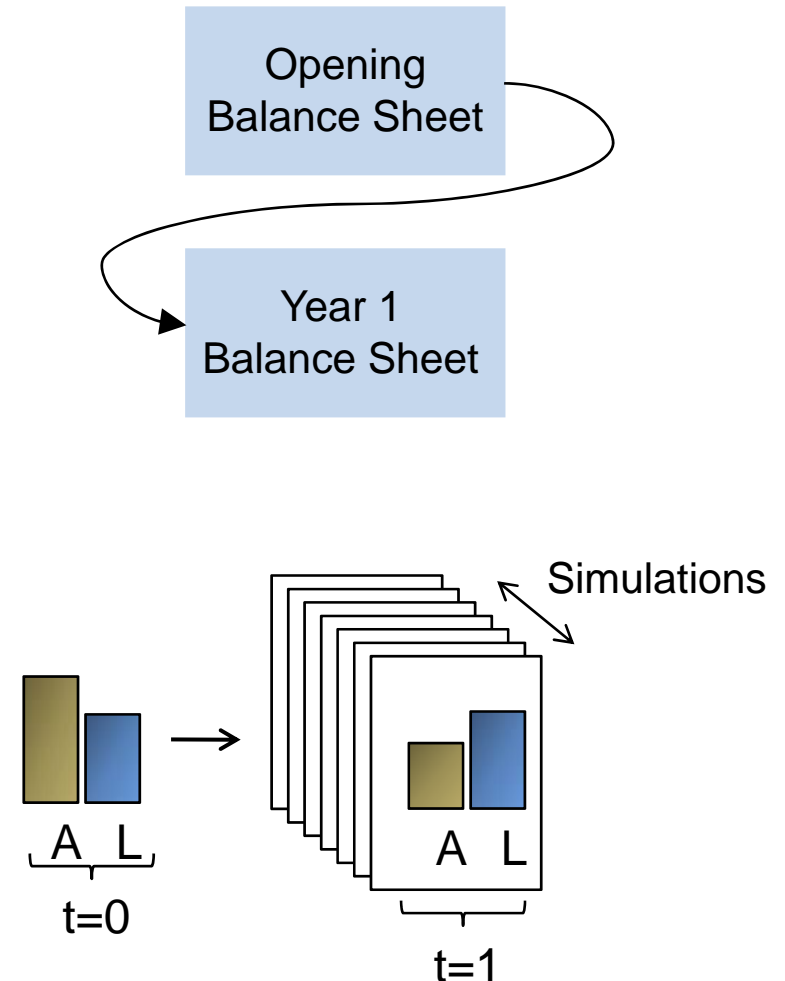 Opening
Balance Sheet
Year 1
Balance Sheet
Simulations
A L
t=0
A L
t=1